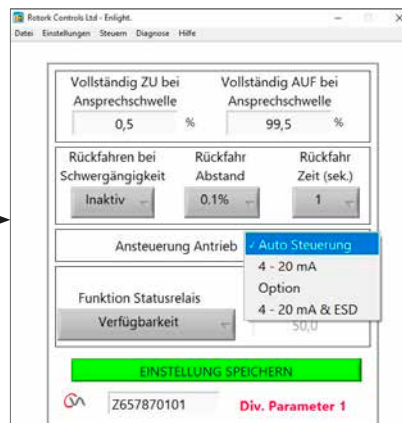 Rotork Controls Ltd - Enlight.
Datei Einstellungen Steuern Diagnose Hilfe
Vollständig ZU bei Ansprechschwelle
Vollständig AUF bei Ansprechschwelle
0,5 %
99,5 %
Rückfahren bei Schwergängigkeit
Rückfahr Abstand
Rückfahr Zeit (sek.)
Inaktiv
0.1%
1
Ansteuerung Antrieb
✓ Auto Steuerung
4 - 20 mA
Option
4 - 20 mA & ESD
Funktion Statusrelais
Verfügbarkeit
50,0
EINSTELLUNG SPEICHERN
Z657870101
Div. Parameter 1